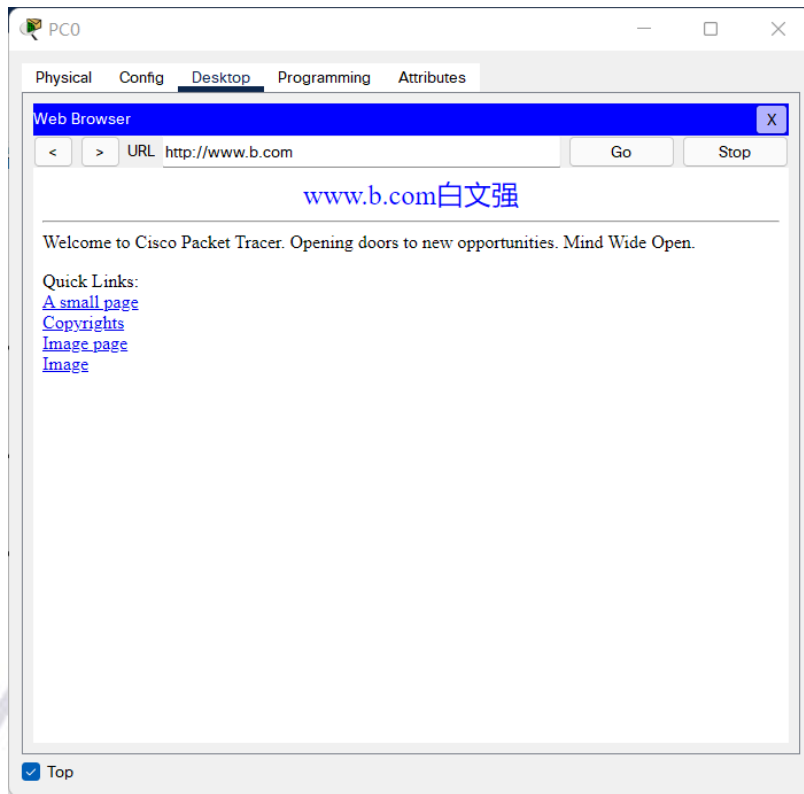 PC0
Physical Config Desktop Programming Attributes
Web Browser X
< > URL http://www.b.com Go Stop
www.b.com白文强
Welcome to Cisco Packet Tracer. Opening doors to new opportunities. Mind Wide Open.
Quick Links:
A small page
Copyrights
Image page
Image
Top